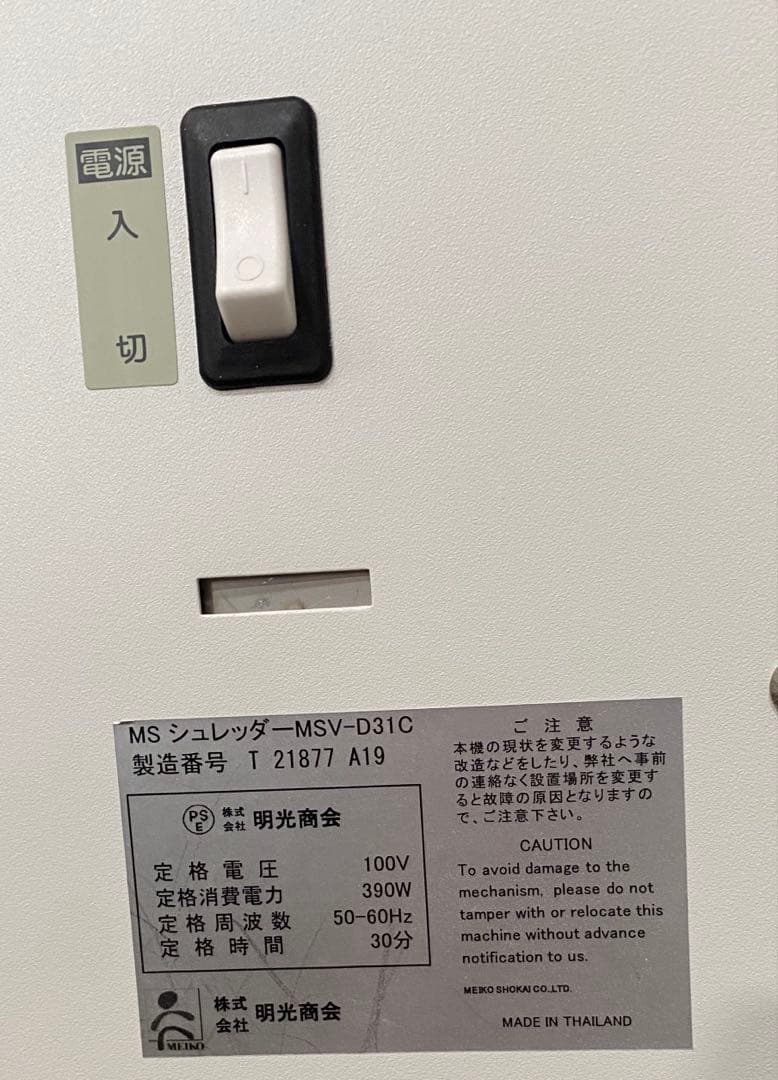 電源
入
切
MS シュレッダーMSV-D31C
製造番号 T 21877 A19
PSE 株式会社 明光商会
定格電圧 100V
定格消費電力 390W
定格周波数 50-60Hz
定格時間 30分
MEIKO 株式会社 明光商会
ご注意
本機の現状を変更するような
改造などをしたり、弊社へ事前
の連絡なく設置場所を変更す
ると故障の原因となりますの
で、ご注意下さい。
CAUTION
To avoid damage to the
mechanism, please do not
tamper with or relocate this
machine without advance
notification to us.
MEIKO SHOKAI CO.,LTD.
MADE IN THAILAND